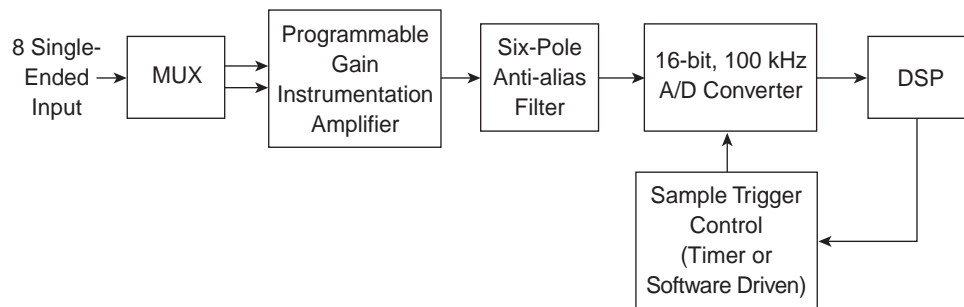 8 Single-
Ended
Input
MUX
Programmable
Gain
Instrumentation
Amplifier
Six-Pole
Anti-alias
Filter
16-bit, 100 kHz
A/D Converter
DSP
Sample Trigger
Control
(Timer or
Software Driven)